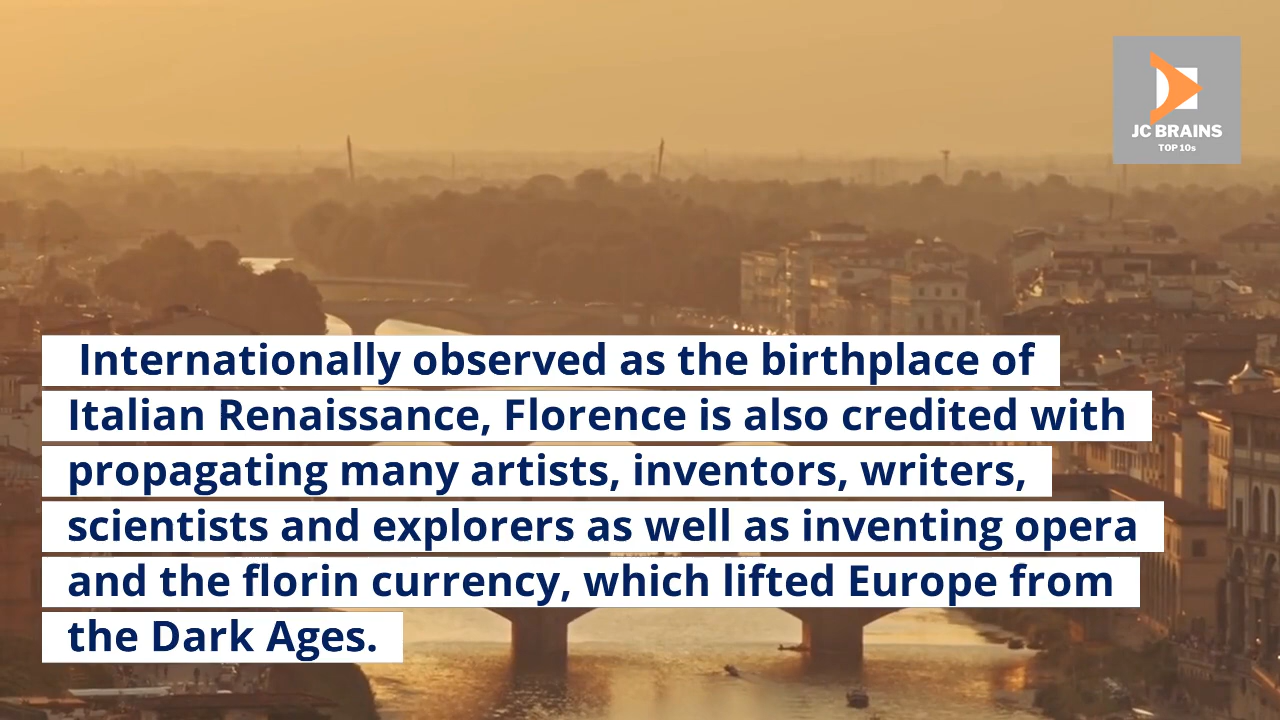 JC BRAINS
TOP 10s
Internationally observed as the birthplace of
Italian Renaissance, Florence is also credited with
propagating many artists, inventors, writers,
scientists and explorers as well as inventing opera
and the florin currency, which lifted Europe from
the Dark Ages.